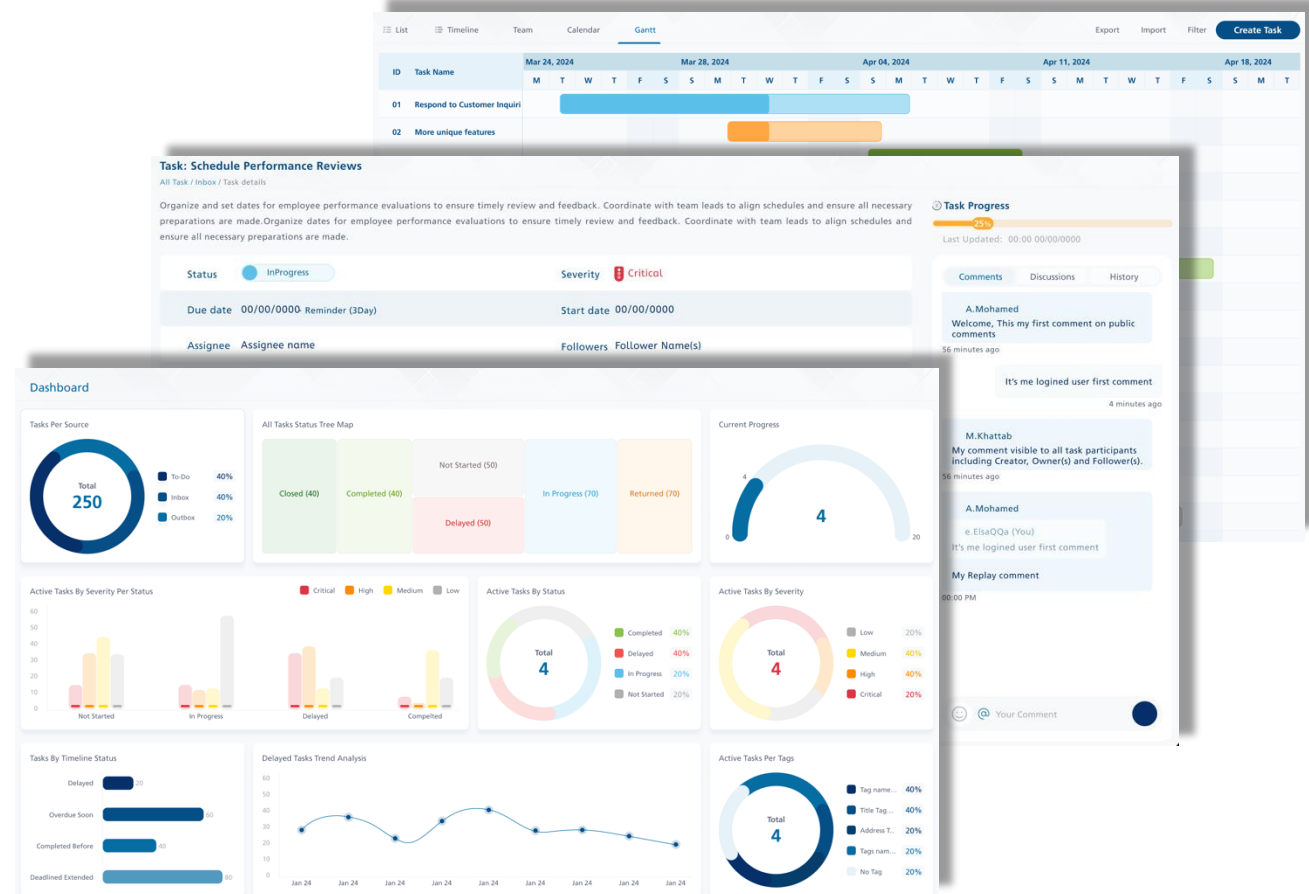 List
Timeline
Team
Calendar
Gantt
Export
Import
Filter
Create Task
ID
Task Name
Mar 24, 2024
Mar 28, 2024
Apr 04, 2024
Apr 11, 2024
Apr 18, 2024
M T W T F S S M T W T F S S M T W T F S S M T W T F S S M T
01 Respond to Customer Inquiri
02 More unique features
Task: Schedule Performance Reviews
All Task / Inbox / Task details
Organize and set dates for employee performance evaluations to ensure timely review and feedback. Coordinate with team leads to align schedules and ensure all necessary
preparations are made.Organize dates for employee performance evaluations to ensure timely review and feedback. Coordinate with team leads to align schedules and
ensure all necessary preparations are made.
Status InProgress
Severity Critical
Due date 00/00/0000- Reminder (3Day)
Start date 00/00/0000
Assignee Assignee name
Followers Follower Name(s)
Task Progress
25%
Last Updated: 00:00 00/00/0000
Comments
Discussions
History
A.Mohamed
Welcome, This my first comment on public
comments
56 minutes ago
It's me logined user first comment
4 minutes ago
M.Khattab
My comment visible to all task participants
including Creator, Owner(s) and Follower(s).
56 minutes ago
A.Mohamed
e.ElsaQQa (You)
It's me logined user first comment
My Replay comment
00:00 PM
@ Your Comment
Dashboard
Tasks Per Source
Total
250
To-Do 40%
Inbox 40%
Outbox 20%
All Tasks Status Tree Map
Closed (40)
Completed (40)
Not Started (50)
Delayed (50)
In Progress (70)
Returned (70)
Current Progress
4
4
0
20
Active Tasks By Severity Per Status
Critical
High
Medium
Low
60
50
40
30
20
10
0
Not Started
In Progress
Delayed
Compelted
Active Tasks By Status
Total
4
Completed 40%
Delayed 40%
In Progress 20%
Not Started 20%
Active Tasks By Severity
Total
4
Low 20%
Medium 40%
High 40%
Critical 20%
Tasks By Timeline Status
Delayed 20
Overdue Soon 60
Completed Before 40
Deadlined Extended 80
Delayed Tasks Trend Analysis
60
50
40
30
20
10
0
Jan 24 Jan 24 Jan 24 Jan 24 Jan 24 Jan 24 Jan 24 Jan 24 Jan 24
Active Tasks Per Tags
Total
4
Tag name... 40%
Title Tag... 40%
Address T.. 20%
Tags nam... 20%
No Tag 20%